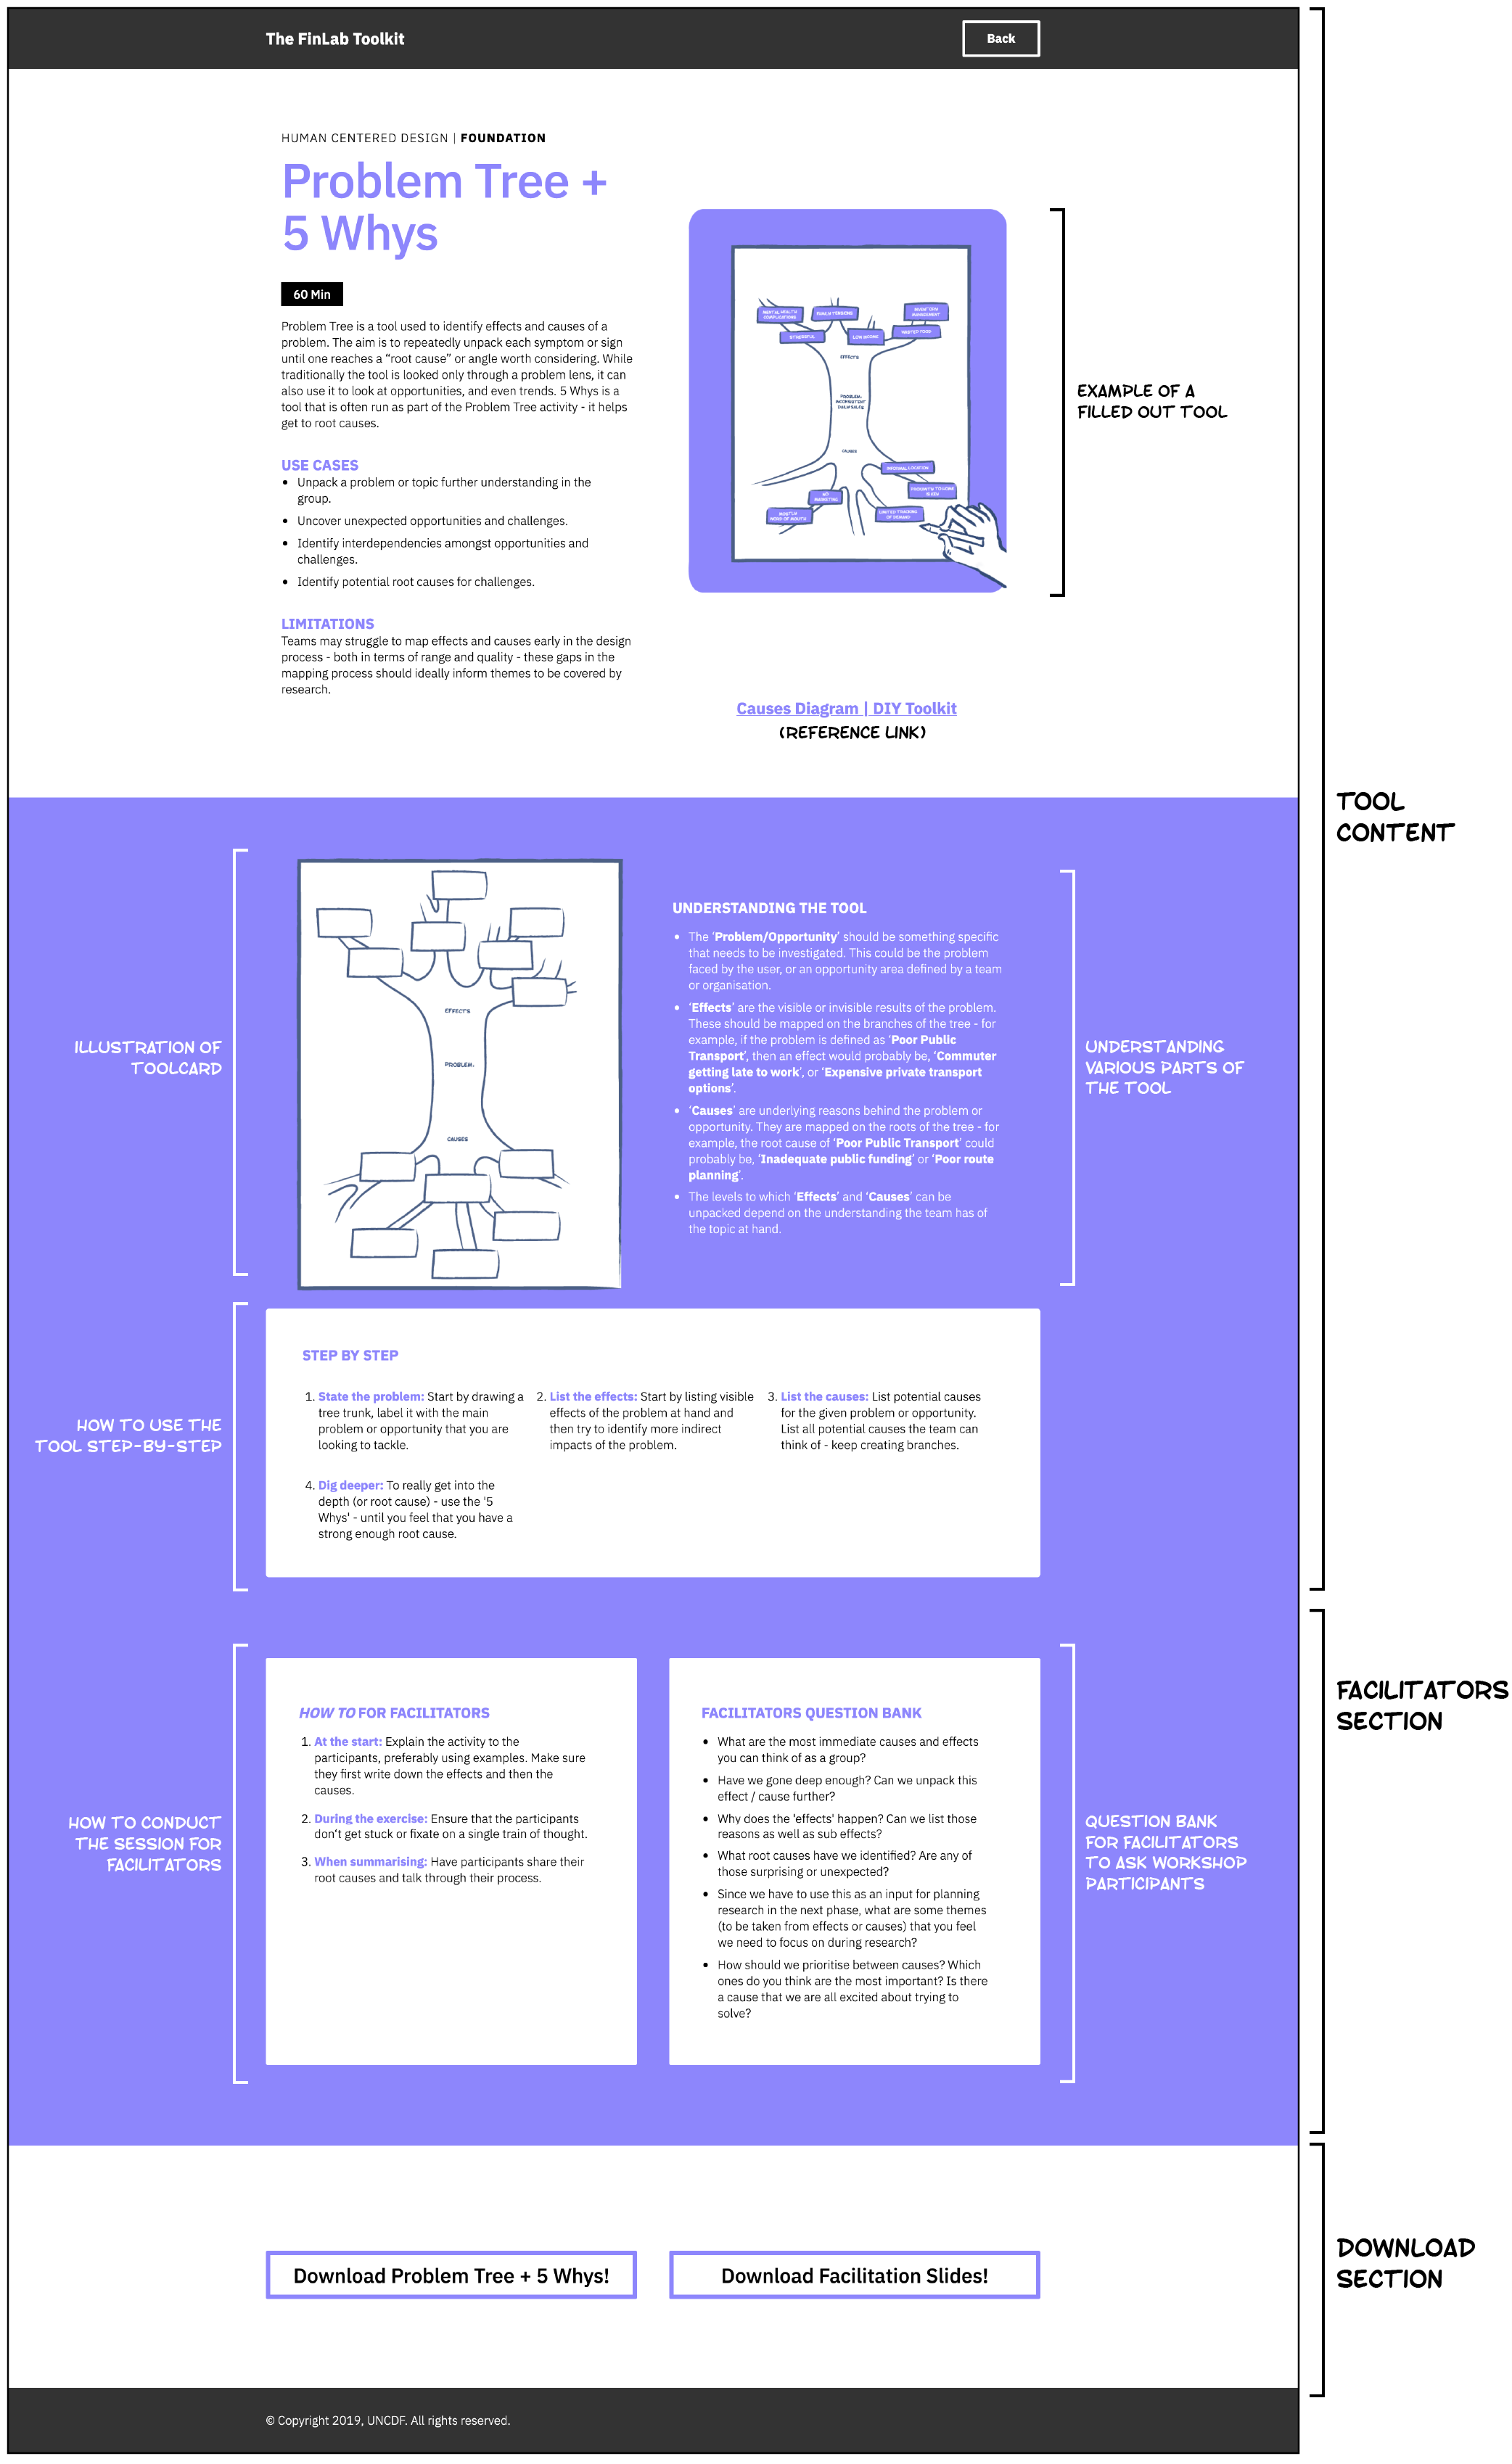 The FinLab Toolkit
Back
HUMAN CENTERED DESIGN | FOUNDATION
Problem Tree +
5 Whys
60 Min
Problem Tree is a tool used to identify effects and causes of a
problem. The aim is to repeatedly unpack each symptom or sign
until one reaches a “root cause” or angle worth considering. While
traditionally the tool is looked only through a problem lens, it can
also use it to look at opportunities, and even trends. 5 Whys is a
tool that is often run as part of the Problem Tree activity - it helps
get to root causes.
USE CASES
• Unpack a problem or topic further understanding in the
group.
• Uncover unexpected opportunities and challenges.
• Identify interdependencies amongst opportunities and
challenges.
• Identify potential root causes for challenges.
LIMITATIONS
Teams may struggle to map effects and causes early in the design
process - both in terms of range and quality - these gaps in the
mapping process should ideally inform themes to be covered by
research.
MENTAL HEALTH
COMPLICATIONS
FAMILY TENSIONS
INVENTORY
MANAGEMENT
STRESSFUL
LOW INCOME
WASTED FOOD
EFFECTS
PROBLEM:
INCONSISTENT
DAILY SALES
CAUSES
PROXIMITY TO HOME
IS KEY
NO
MARKETING
MOSTLY
WORD OF MOUTH
LIMITED TRACKING
OF DEMAND
EXAMPLE OF A
FILLED OUT TOOL
Causes Diagram | DIY Toolkit
(REFERENCE LINK)
TOOL
CONTENT
ILLUSTRATION OF
TOOLCARD
EFFECTS
PROBLEM:
CAUSES
UNDERSTANDING THE TOOL
• The ‘Problem/Opportunity’ should be something specific
that needs to be investigated. This could be the problem
faced by the user, or an opportunity area defined by a team
or organisation.
• ‘Effects’ are the visible or invisible results of the problem.
These should be mapped on the branches of the tree - for
example, if the problem is defined as ‘Poor Public
Transport’, then an effect would probably be, ‘Commuter
getting late to work’, or ‘Expensive private transport
options’.
• ‘Causes’ are underlying reasons behind the problem or
opportunity. They are mapped on the roots of the tree - for
example, the root cause of ‘Poor Public Transport’ could
probably be, ‘Inadequate public funding’ or ‘Poor route
planning’.
• The levels to which ‘Effects’ and ‘Causes’ can be
unpacked depend on the understanding the team has of
the topic at hand.
UNDERSTANDING
VARIOUS PARTS OF
THE TOOL
HOW TO USE THE
TOOL STEP-BY-STEP
STEP BY STEP
1. State the problem: Start by drawing a
tree trunk, label it with the main
problem or opportunity that you are
looking to tackle.
2. List the effects: Start by listing visible
effects of the problem at hand and
then try to identify more indirect
impacts of the problem.
3. List the causes: List potential causes
for the given problem or opportunity.
List all potential causes the team can
think of - keep creating branches.
4. Dig deeper: To really get into the
depth (or root cause) - use the '5
Whys' - until you feel that you have a
strong enough root cause.
FACILITATORS
SECTION
HOW TO CONDUCT
THE SESSION FOR
FACILITATORS
HOW TO FOR FACILITATORS
1. At the start: Explain the activity to the
participants, preferably using examples. Make sure
they first write down the effects and then the
causes.
2. During the exercise: Ensure that the participants
don't get stuck or fixate on a single train of thought.
3. When summarising: Have participants share their
root causes and talk through their process.
FACILITATORS QUESTION BANK
• What are the most immediate causes and effects
you can think of as a group?
• Have we gone deep enough? Can we unpack this
effect / cause further?
• Why does the 'effects' happen? Can we list those
reasons as well as sub effects?
• What root causes have we identified? Are any of
those surprising or unexpected?
• Since we have to use this as an input for planning
research in the next phase, what are some themes
(to be taken from effects or causes) that you feel
we need to focus on during research?
• How should we prioritise between causes? Which
ones do you think are the most important? Is there
a cause that we are all excited about trying to
solve?
QUESTION BANK
FOR FACILITATORS
TO ASK WORKSHOP
PARTICIPANTS
Download Problem Tree + 5 Whys!
Download Facilitation Slides!
DOWNLOAD
SECTION
© Copyright 2019, UNCDF. All rights reserved.